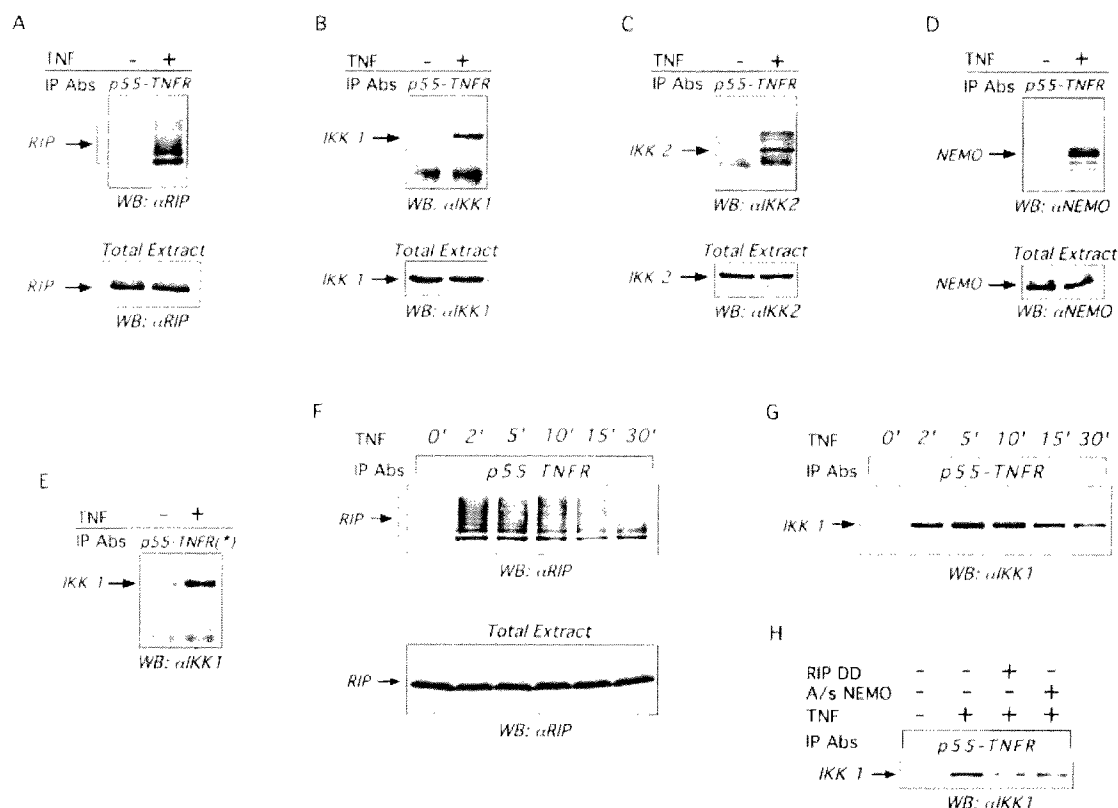 A
TNF - +
IP Abs p55-TNFR
RIP
WB: αRIP
Total Extract
RIP
WB: αRIP
B
TNF - +
IP Abs p55-TNFR
IKK 1
WB: αIKK1
Total Extract
IKK 1
WB: αIKK1
C
TNF - +
IP Abs p55-TNFR
IKK 2
WB: αIKK2
Total Extract
IKK 2
WB: αIKK2
D
TNF - +
IP Abs p55-TNFR
NEMO
WB: αNEMO
Total Extract
NEMO
WB: αNEMO
E
TNF - +
IP Abs p55-TNFR(*)
IKK 1
WB: αIKK1
F
TNF 0' 2' 5' 10' 15' 30'
IP Abs p55 TNFR
RIP
WB: αRIP
Total Extract
RIP
WB: αRIP
G
TNF 0' 2' 5' 10' 15' 30'
IP Abs p55-TNFR
IKK 1
WB: αIKK1
H
RIP DD - - + -
A/s NEMO - - - +
TNF - + + +
IP Abs p55-TNFR
IKK 1
WB: αIKK1